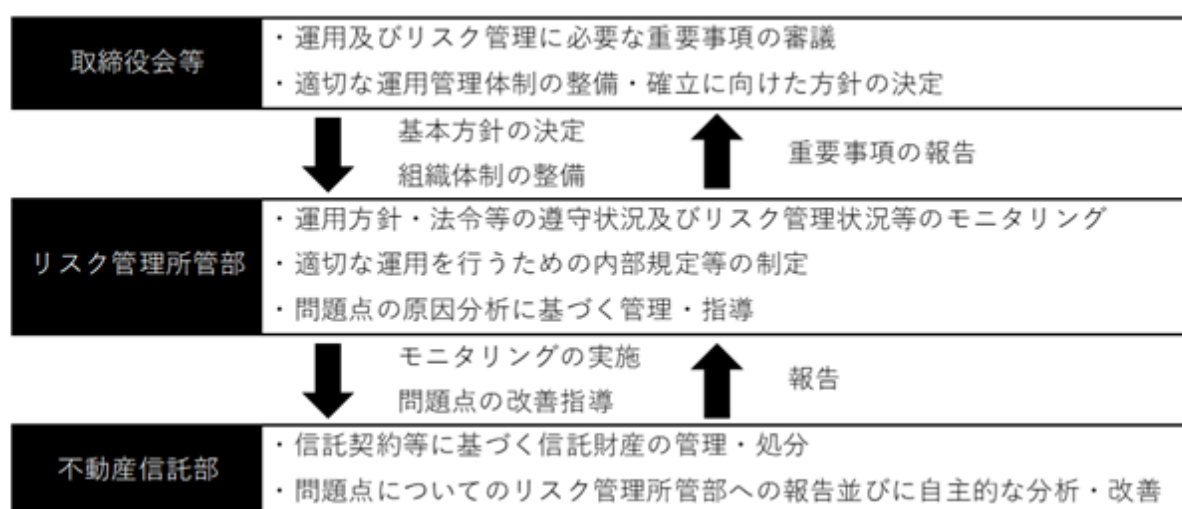 取締役会等
・運用及びリスク管理に必要な重要事項の審議
・適切な運用管理体制の整備・確立に向けた方針の決定
基本方針の決定
組織体制の整備
重要事項の報告
リスク管理所管部
・運用方針・法令等の遵守状況及びリスク管理状況等のモニタリング
・適切な運用を行うための内部規定等の制定
・問題点の原因分析に基づく管理・指導
モニタリングの実施
問題点の改善指導
報告
不動産信託部
・信託契約等に基づく信託財産の管理・処分
・問題点についてのリスク管理所管部への報告並びに自主的な分析・改善